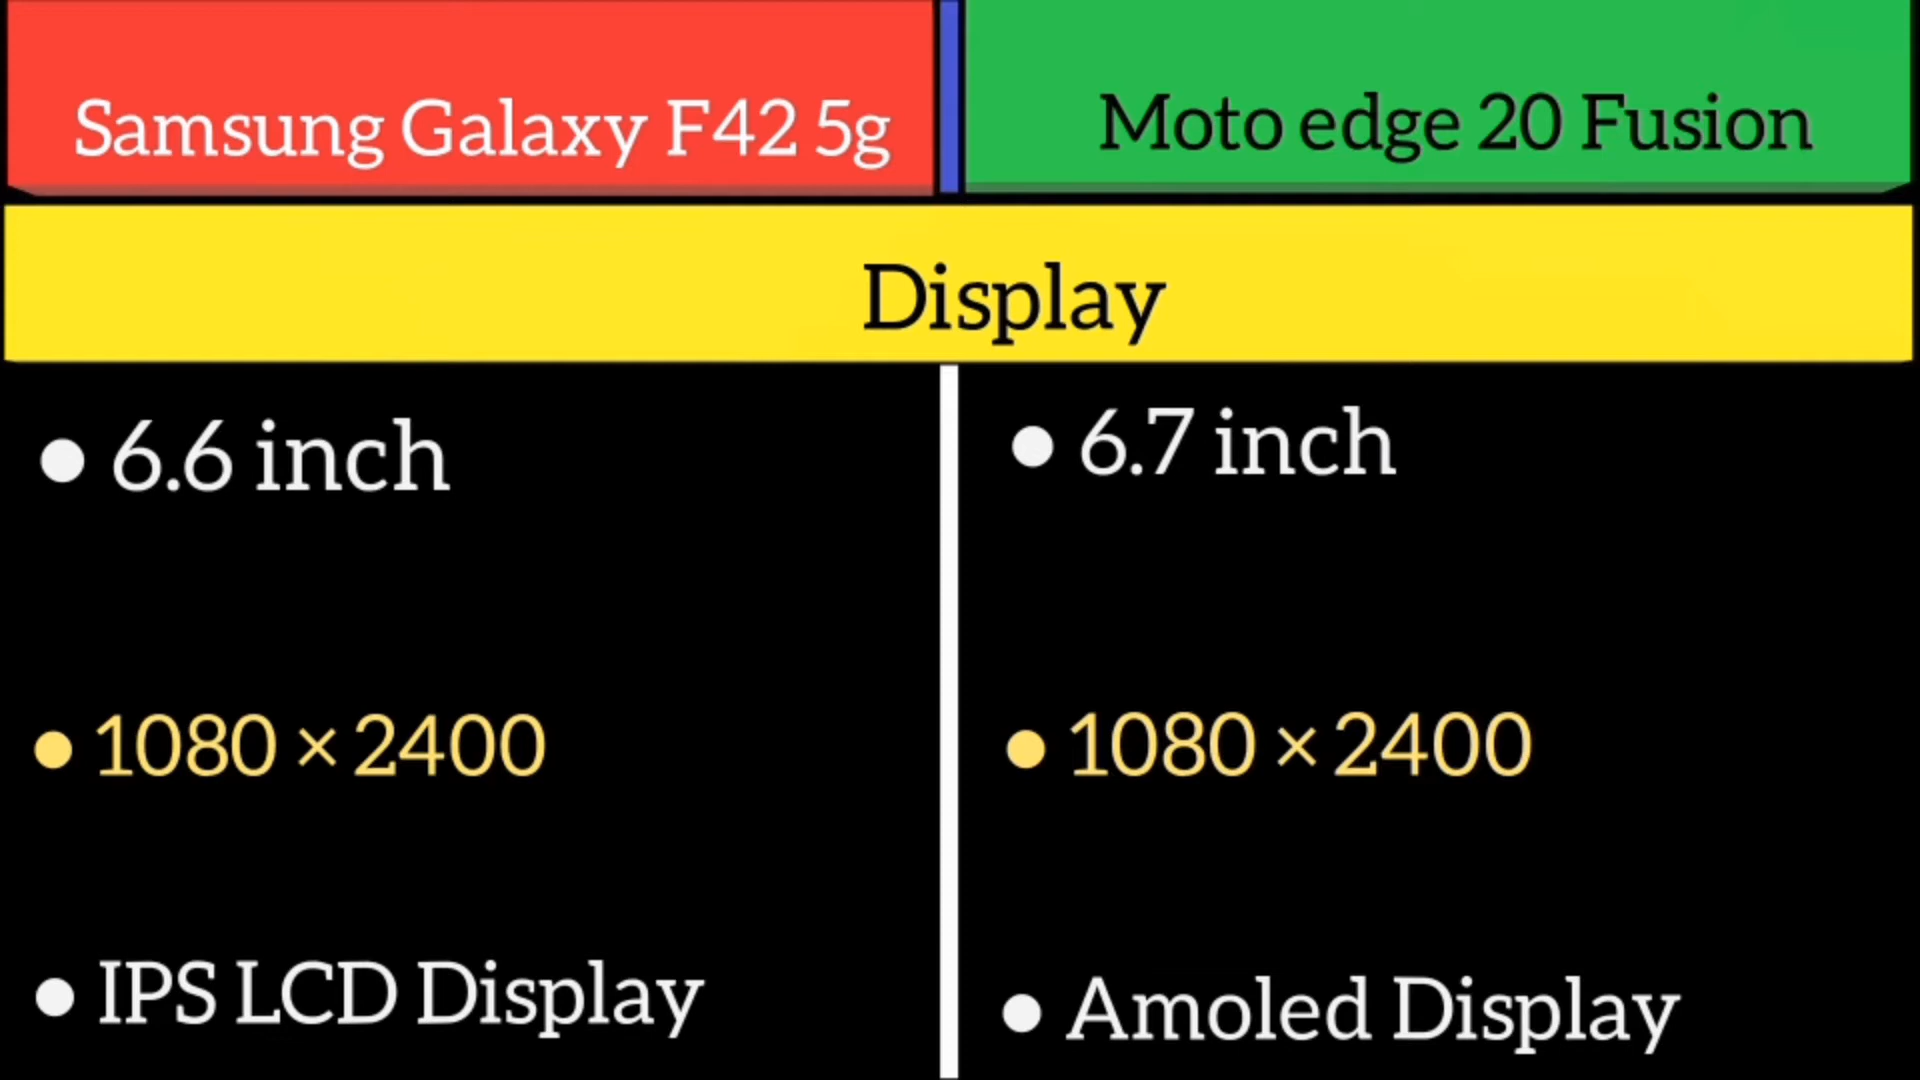 Samsung Galaxy F42 5g
Moto edge 20 Fusion
Display
● 6.6 inch
● 6.7 inch
● 1080 × 2400
● 1080 × 2400
● IPS LCD Display
● Amoled Display